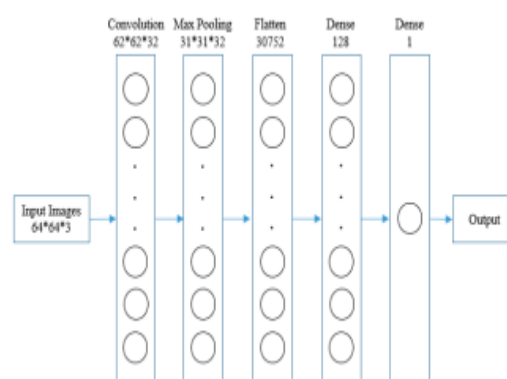 Convolution
62*62*32
Max Pooling
31*31*32
Flatten
30752
Dense
128
Dense
1
Input Images
64*64*3
Output